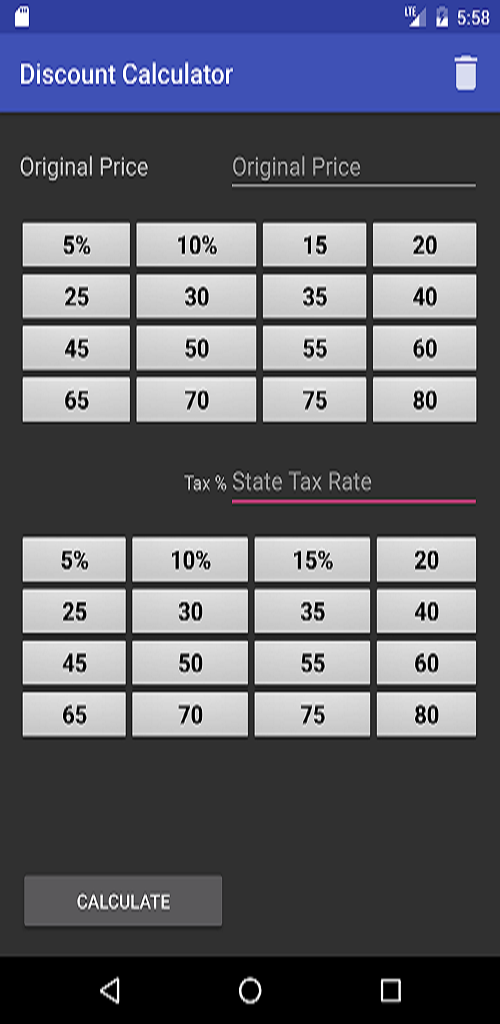 LTE 5:58
Discount Calculator
Original Price Original Price
5% 10% 15 20
25 30 35 40
45 50 55 60
65 70 75 80
Tax % State Tax Rate
5% 10% 15% 20
25 30 35 40
45 50 55 60
65 70 75 80
CALCULATE